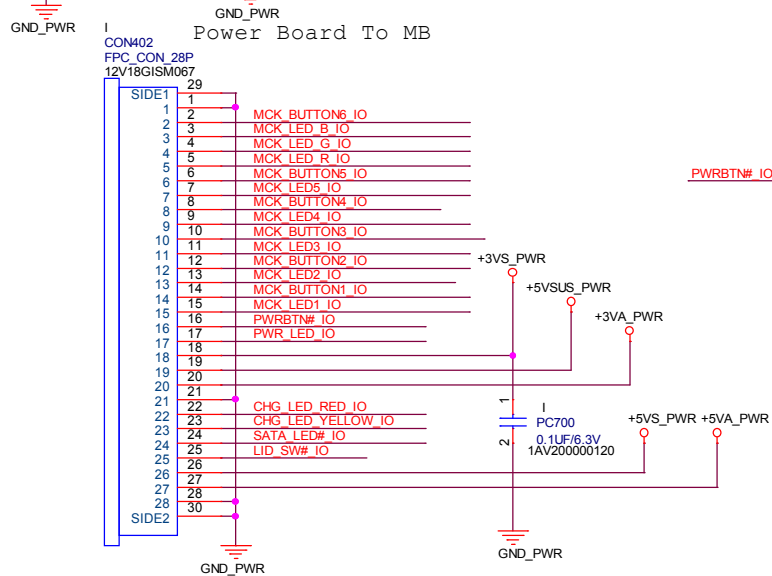 GND_PWR
GND_PWR
Power Board To MB
I
CON402
FPC_CON_28P
12V18GISM067
SIDE1 29
1 1
2 2 MCK_BUTTON6_IO
3 3 MCK_LED_B_IO
4 4 MCK_LED_G_IO
5 5 MCK_LED_R_IO
6 6 MCK_BUTTON5_IO
7 7 MCK_LED5_IO
8 8 MCK_BUTTON4_IO
9 9 MCK_LED4_IO
10 10 MCK_BUTTON3_IO
11 11 MCK_LED3_IO
12 12 MCK_BUTTON2_IO
13 13 MCK_LED2_IO
14 14 MCK_BUTTON1_IO
15 15 MCK_LED1_IO
16 16 PWRBTN#_IO
17 17 PWR_LED_IO
18 18
19 19
20 20
21 21
22 22 CHG_LED_RED_IO
23 23 CHG_LED_YELLOW_IO
24 24 SATA_LED#_IO
25 25 LID_SW#_IO
26 26
27 27
28 28
SIDE2 30
GND_PWR
PWRBTN#_IO
+3VS_PWR
+5VSUS_PWR
+3VA_PWR
1
2
I
PC700
0.1UF/6.3V
1AV200000120
GND_PWR
+5VS_PWR
+5VA_PWR